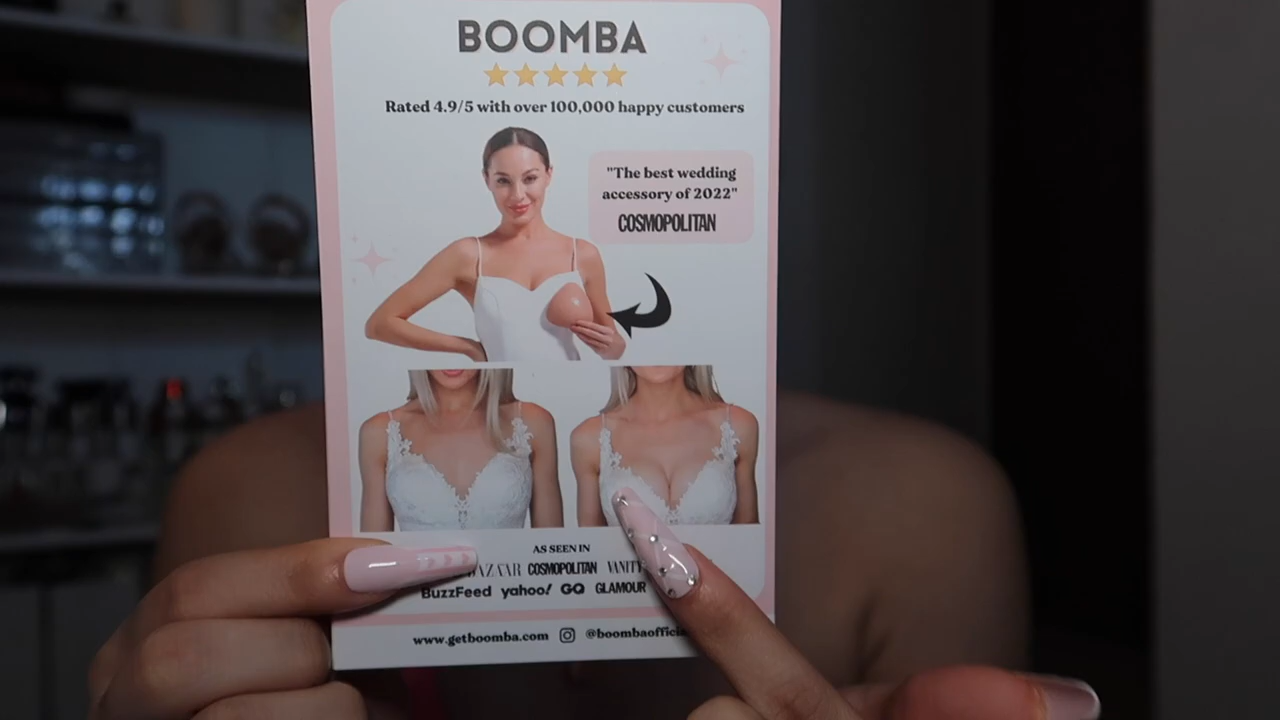 BOOMBA
Rated 4.9/5 with over 100,000 happy customers
"The best wedding
accessory of 2022"
COSMOPOLITAN
AS SEEN IN
COSMOPOLITAN
BuzzFeed yahoo! GQ GLAMOUR
www.getboomba.com